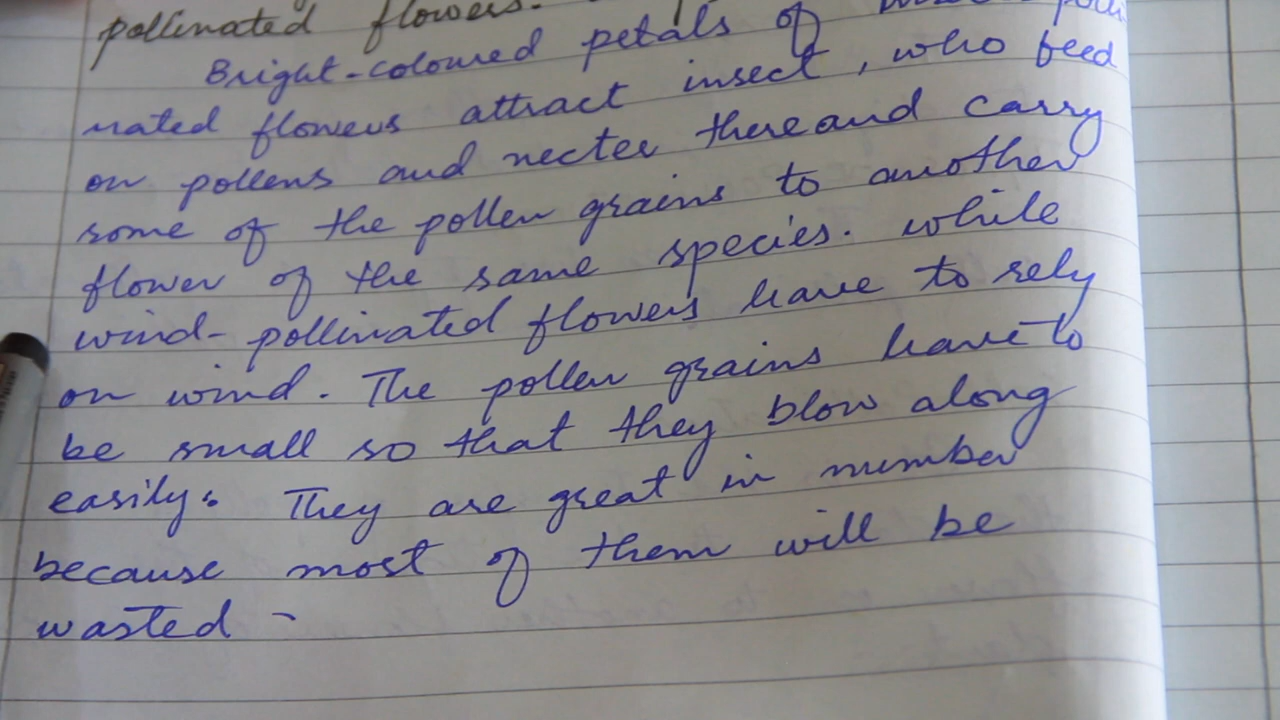 pollinated flowers.
Bright-coloured petals of
nated flowers attract insect, who feed
on pollens and necter there and carry
some of the pollen grains to another
flower of the same species. while
wind-pollinated flowers have to rely
on wind. The pollen grains have to
be small so that they blow along
easily. They are great in number
because most of them will be
wasted -